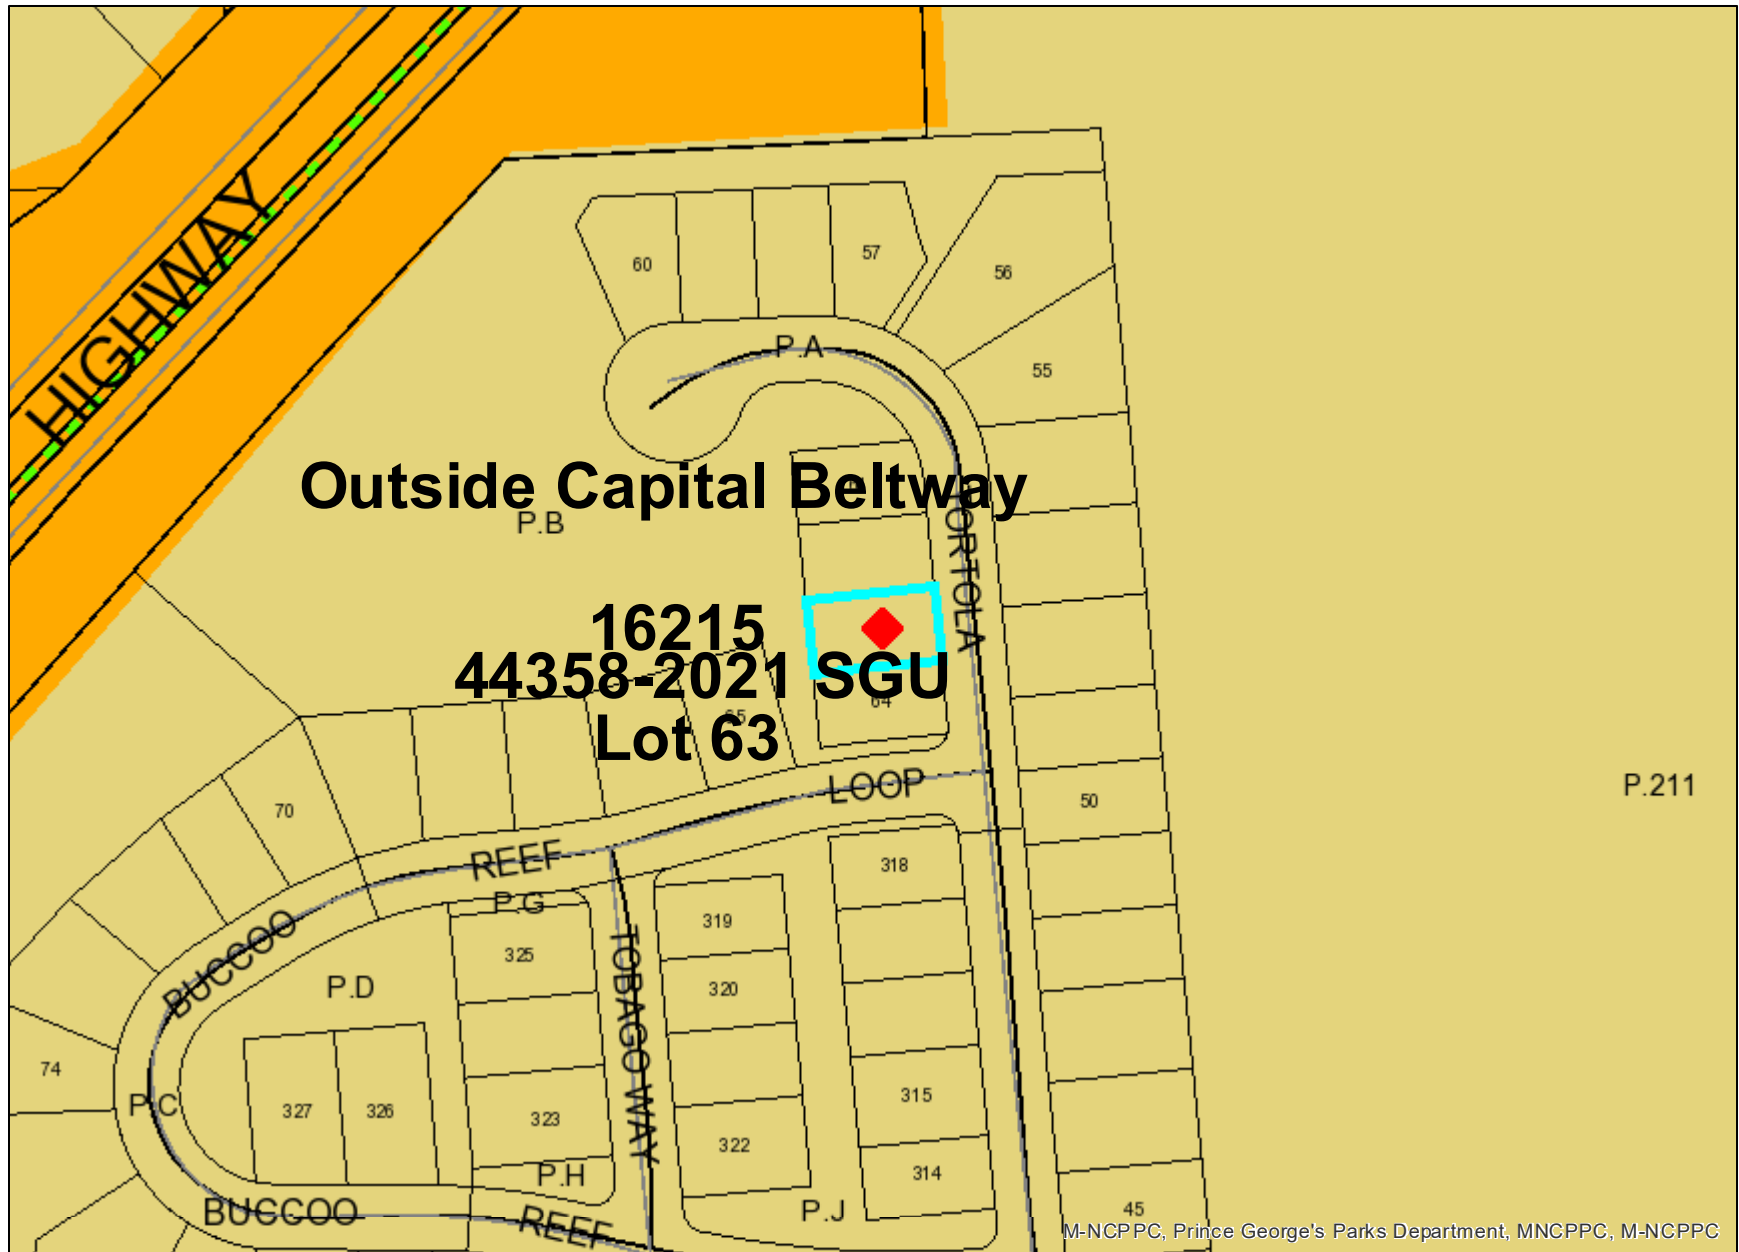 HIGHWAY
60
57
56
55
P.A
Outside Capital Beltway
P.B
TORTOLA
16215
44358-2021 SGU
64
65
Lot 63
LOOP
P.211
50
70
REEF
318
P.G
319
BUCCOO
325
TOBAGO WAY
P.D
320
74
P.C
327
326
323
315
322
P.H
314
BUCCOO
REEF
P.J
45
M-NCPPC, Prince George's Parks Department, MNCPPC, M-NCPPC